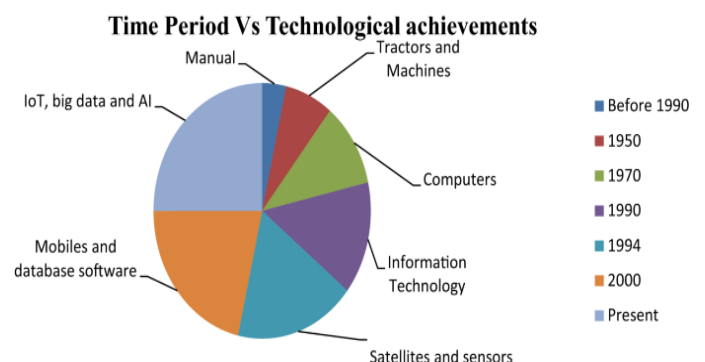 Time Period Vs Technological achievements
Manual
Tractors and
Machines
IoT, big data and AI
Computers
Mobiles and
database software
Information
Technology
Satellites and sensors
Before 1990
1950
1970
1990
1994
2000
Present